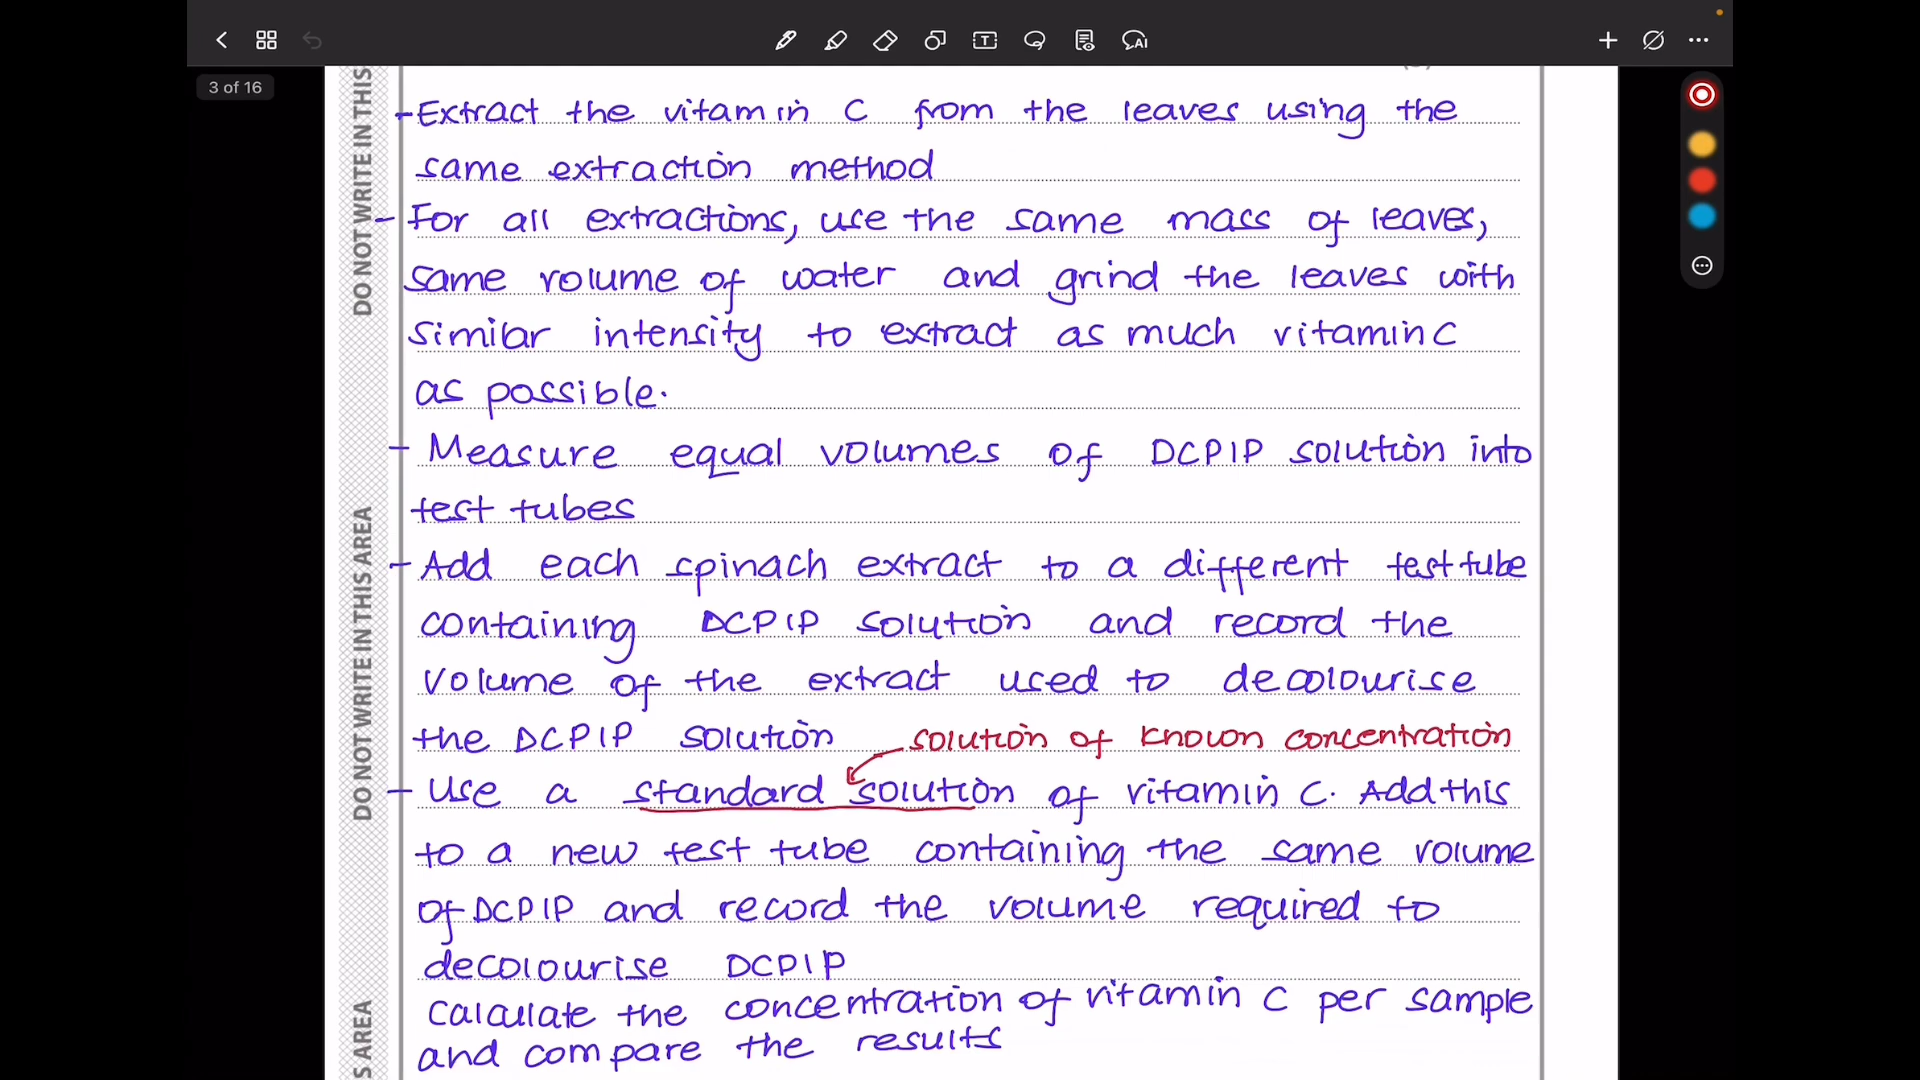 3 of 16
DO NOT WRITE IN THIS
- Extract the vitamin C from the leaves using the
same extraction method
- For all extractions, use the same mass of leaves,
same volume of water and grind the leaves with
similar intensity to extract as much vitamin C
as possible.
- Measure equal volumes of DCPIP solution into
test tubes
DO NOT WRITE IN THIS AREA
- Add each spinach extract to a different test tube
containing DCPIP solution and record the
volume of the extract used to decolourise
the DCPIP solution
solution of known concentration
- Use a standard solution of vitamin C. Add this
to a new test tube containing the same volume
of DCPIP and record the volume required to
decolourise DCPIP
Calculate the concentration of vitamin C per sample
and compare the results
S AREA
T
AI